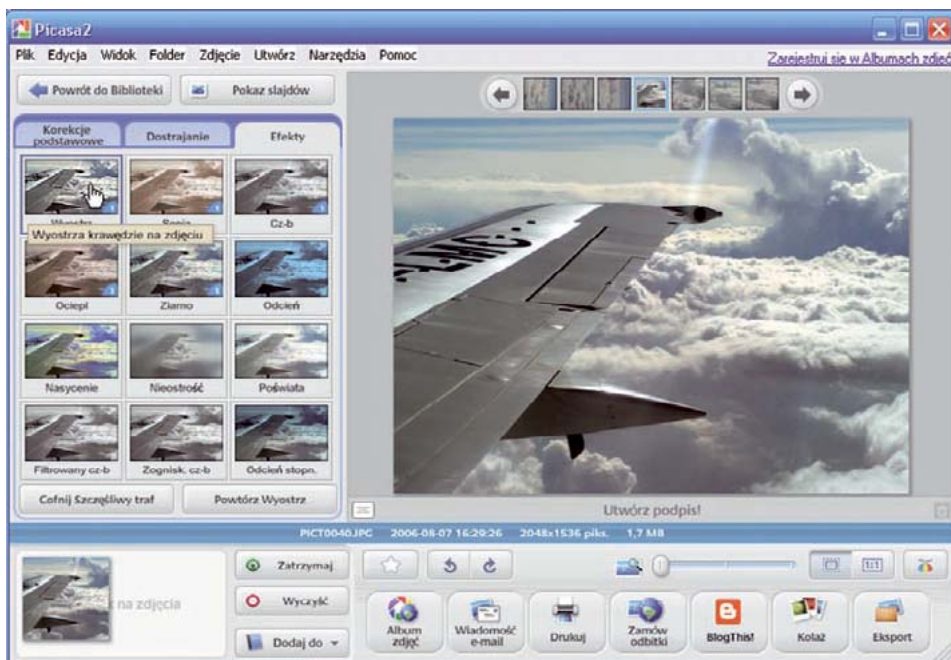 Picasa2
Plik Edycja Widok Folder Zdjęcie Utwórz Narzędzia Pomoc
Zarejestruj się w Albumach zdjęć
Powrót do Biblioteki
Pokaz slajdów
Korekcje podstawowe
Dostrajanie
Efekty
Wyostrz
Sepia
Cz-b
Wyostrza krawędzie na zdjęciu
Ociepl
Ziarno
Odcień
Nasycenie
Nieostrość
Poświata
Filtrowany cz-b
Zognisk. cz-b
Odcień stopn.
Cofnij Szczęśliwy traf
Powtórz Wyostrz
Utwórz podpis!
PICT0040.JPG 2006-08-07 16:29:26 2048x1536 piks. 1,7 MB
na zdjęcia
Zatrzymaj
Wyczyść
Dodaj do
1:1
Album zdjęć
Wiadomość e-mail
Drukuj
Zamów odbitki
BlogThis!
Kolaż
Eksport